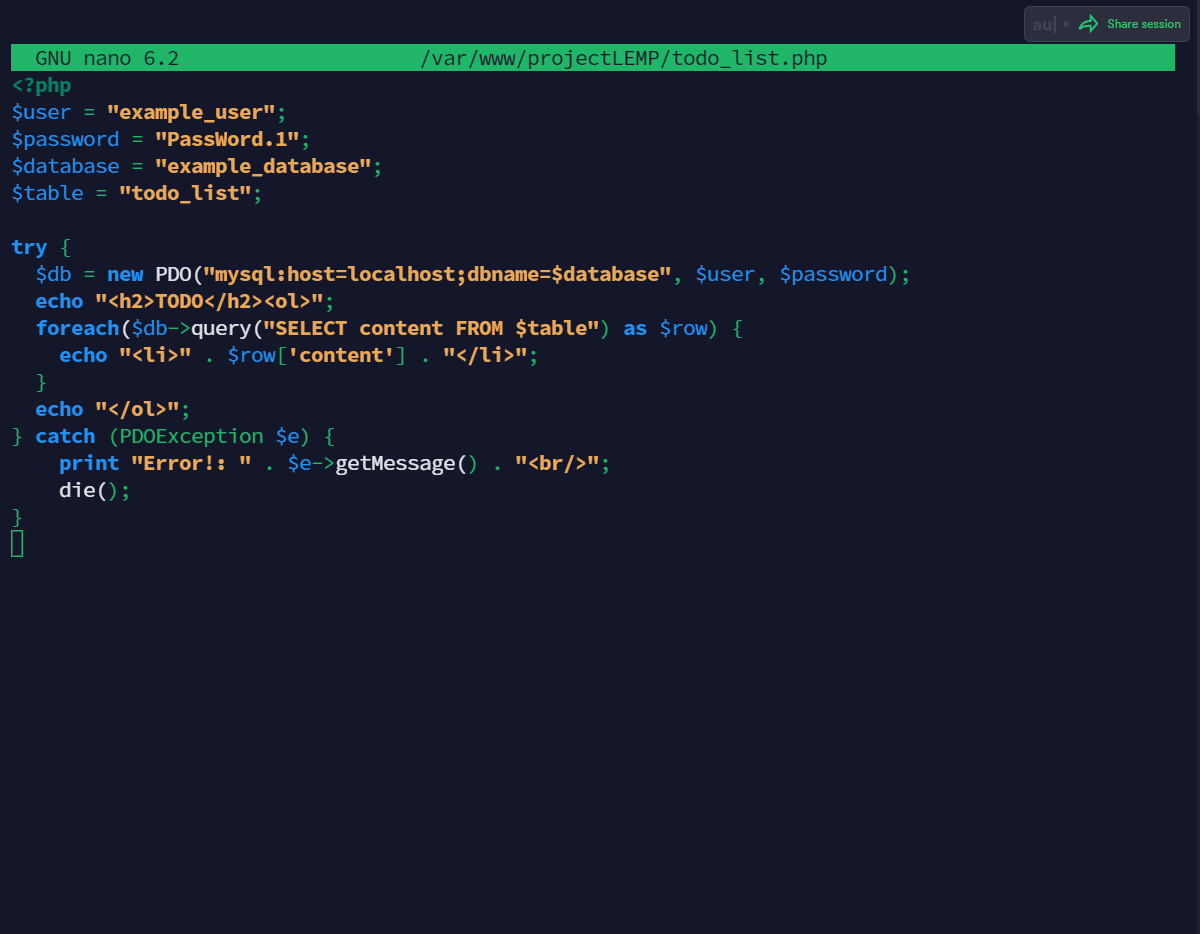 au| • Share session
GNU nano 6.2 /var/www/projectLEMP/todo_list.php
<?php
$user = "example_user";
$password = "PassWord.1";
$database = "example_database";
$table = "todo_list";

try {
  $db = new PDO("mysql:host=localhost;dbname=$database", $user, $password);
  echo "<h2>TODO</h2><ol>";
  foreach($db->query("SELECT content FROM $table") as $row) {
    echo "<li>" . $row['content'] . "</li>";
  }
  echo "</ol>";
} catch (PDOException $e) {
    print "Error!: " . $e->getMessage() . "<br/>";
    die();
}